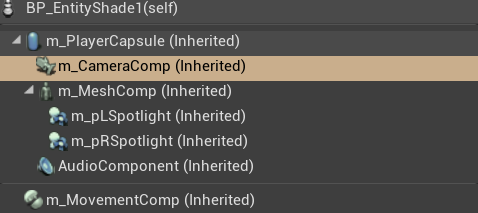 BP_EntityShade1(self)
m_PlayerCapsule (Inherited)
m_CameraComp (Inherited)
m_MeshComp (Inherited)
m_pLSpotlight (Inherited)
m_pRSpotlight (Inherited)
AudioComponent (Inherited)
m_MovementComp (Inherited)